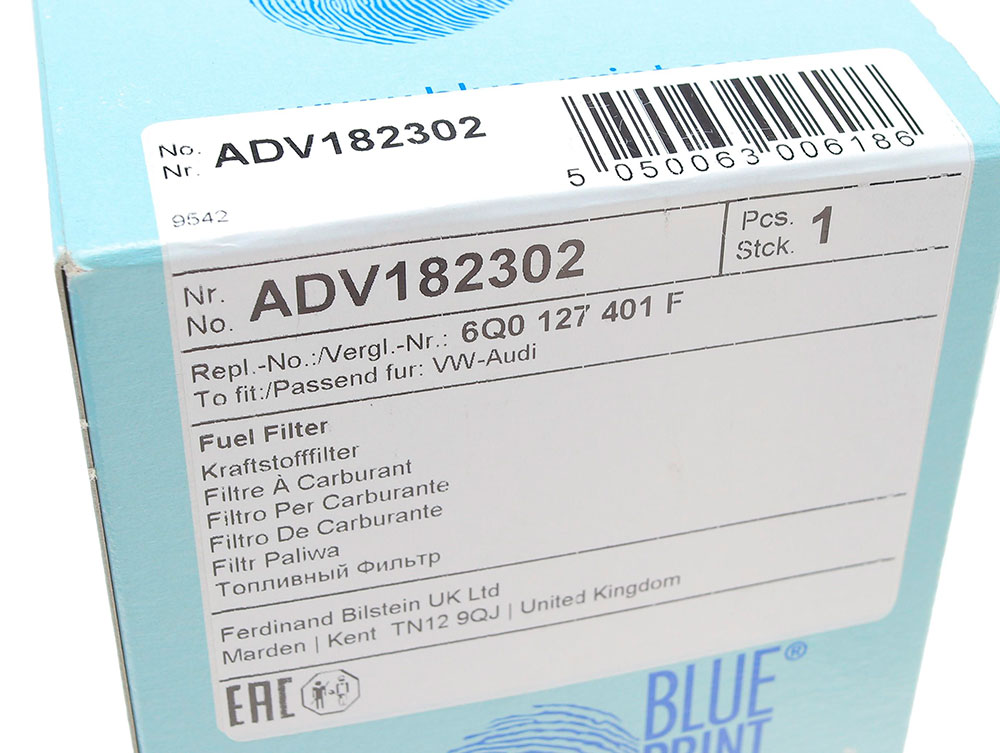 No.
Nr. ADV182302
5 050063 006186
9542
Nr.
No. ADV182302
Pcs.
Stck. 1
Repl.-No.:/Vergl.-Nr.: 6Q0 127 401 F
To fit:/Passend fur: VW-Audi
Fuel Filter
Kraftstofffilter
Filtre À Carburant
Filtro Per Carburante
Filtro De Carburante
Filtr Paliwa
Топливный Фильтр
Ferdinand Bilstein UK Ltd
Marden | Kent TN12 9QJ | United Kingdom
EAC
BLUE®
PRINT